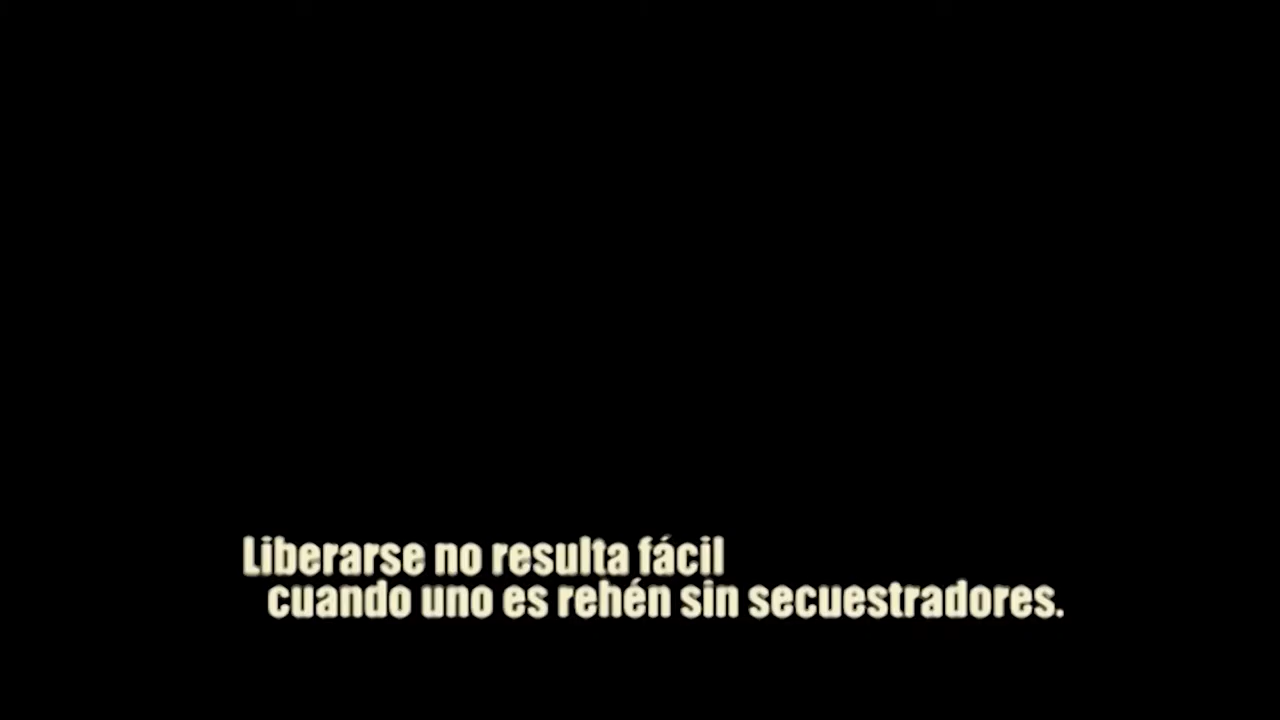 Liberarse no resulta fácil
cuando uno es rehén sin secuestradores.